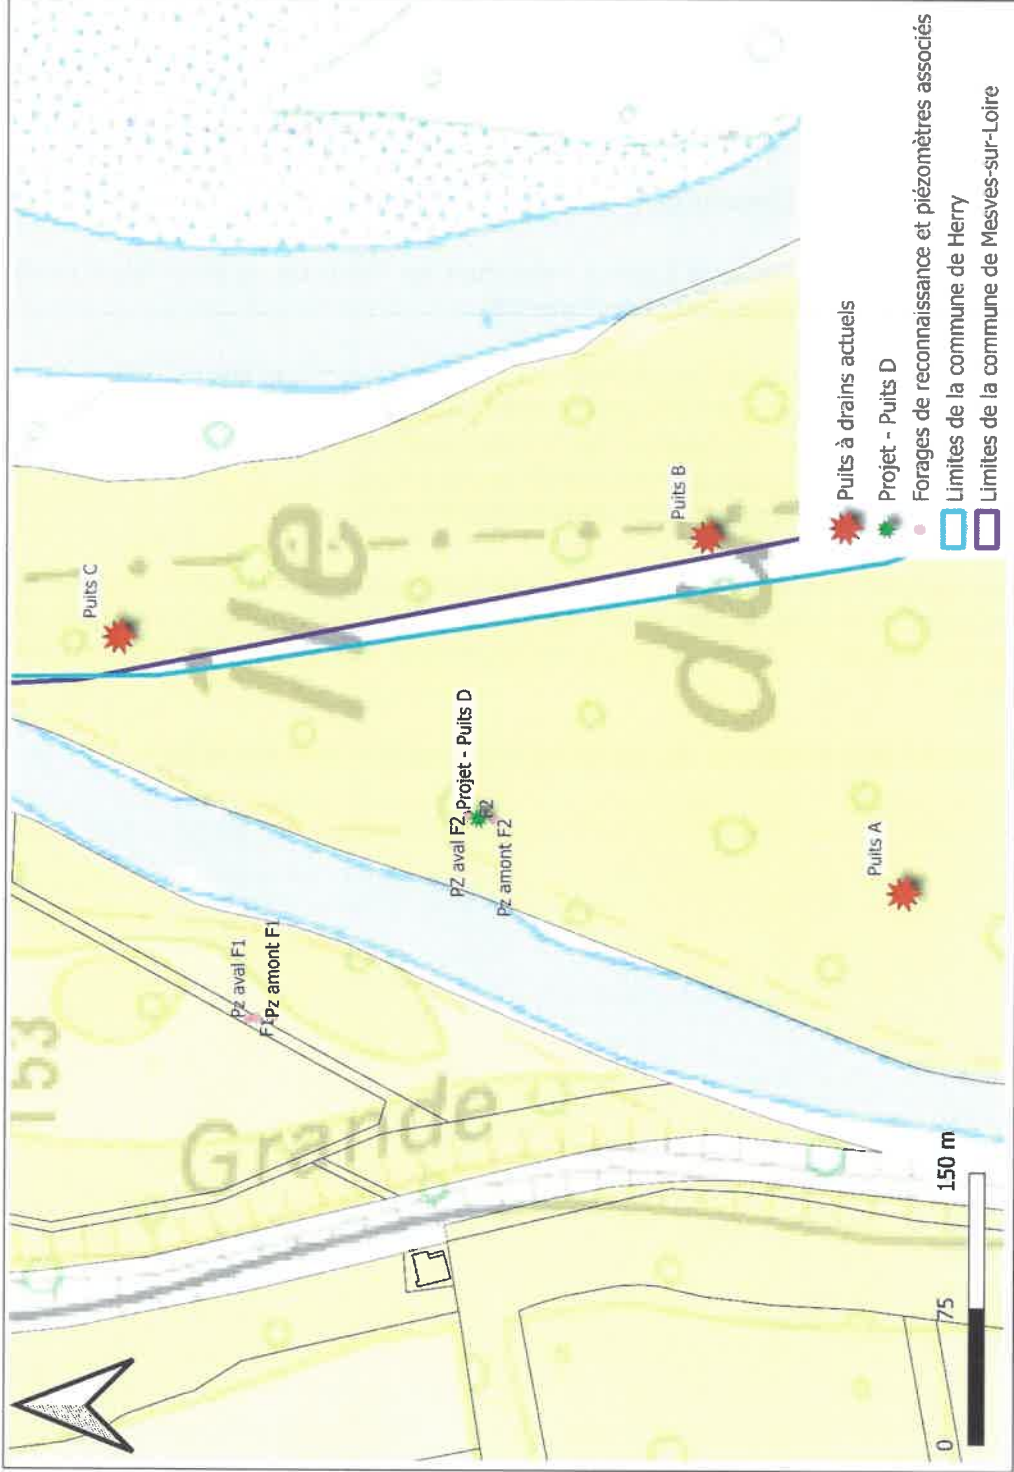 153
Grande
Île
du
Puits C
Puits B
Puits A
Projet - Puits D
PZ aval F2
F2
Pz amont F2
Pz aval F1
F1
Pz amont F1
0
75
150 m
Puits à drains actuels
Projet - Puits D
Forages de reconnaissance et piézomètres associés
Limites de la commune de Herry
Limites de la commune de Mesves-sur-Loire